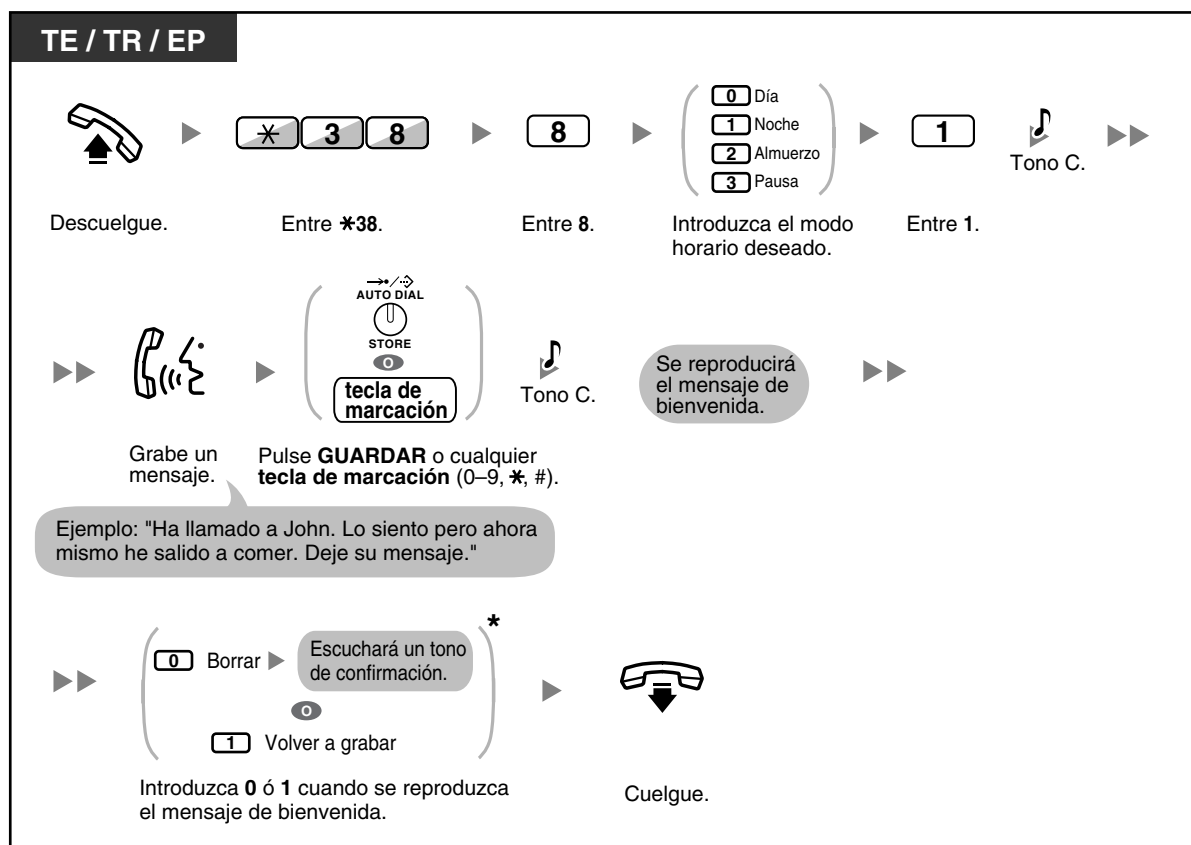 TE / TR / EP
0 Día
1 Noche
2 Almuerzo
3 Pausa
* 3 8
8
1
Tono C.
Descuelgue.
Entre *38.
Entre 8.
Introduzca el modo
horario deseado.
Entre 1.
AUTO DIAL
STORE
O
tecla de
marcación
Tono C.
Se reproducirá
el mensaje de
bienvenida.
Grabe un
mensaje.
Pulse GUARDAR o cualquier
tecla de marcación (0–9, *, #).
Ejemplo: "Ha llamado a John. Lo siento pero ahora
mismo he salido a comer. Deje su mensaje."
*
0 Borrar
Escuchará un tono
de confirmación.
O
1 Volver a grabar
Introduzca 0 ó 1 cuando se reproduzca
el mensaje de bienvenida.
Cuelgue.